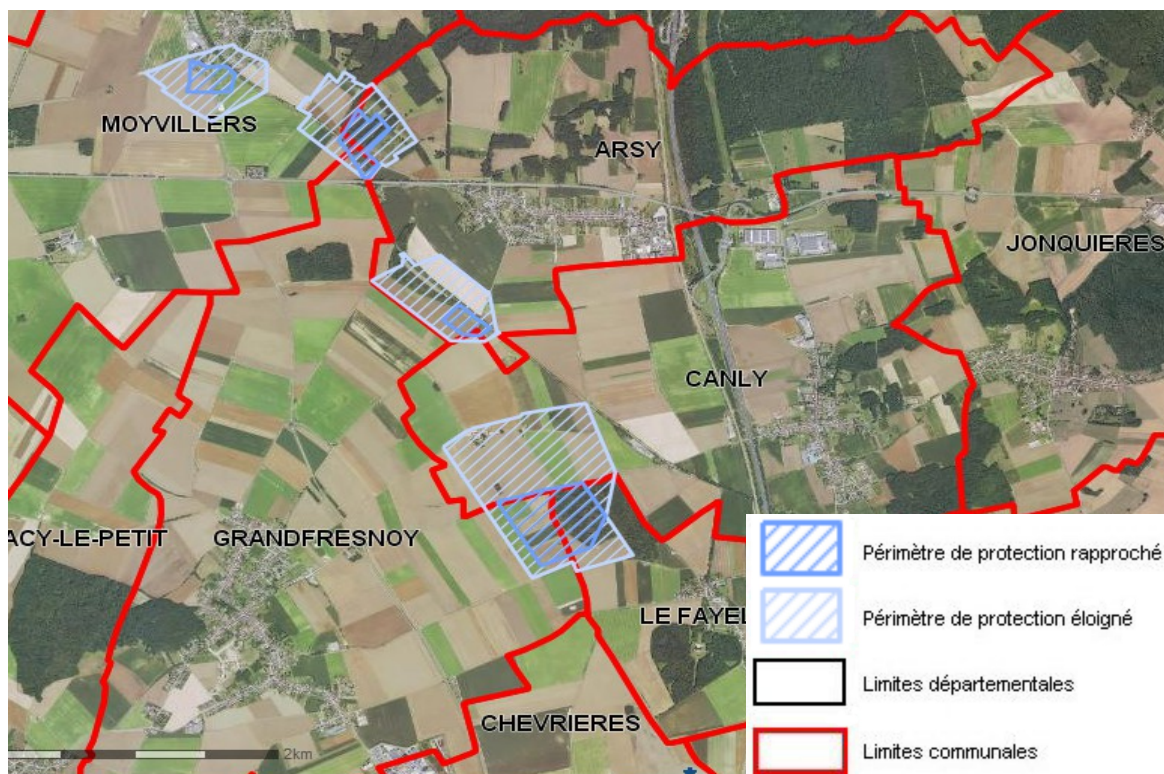 MOYVILLERS
ARSY
JONQUIERES
CANLY
ACY-LE-PETIT
GRANDFRESNOY
LE FAYEL
CHEVRIERES
2km
Périmètre de protection rapproché
Périmètre de protection éloigné
Limites départementales
Limites communales